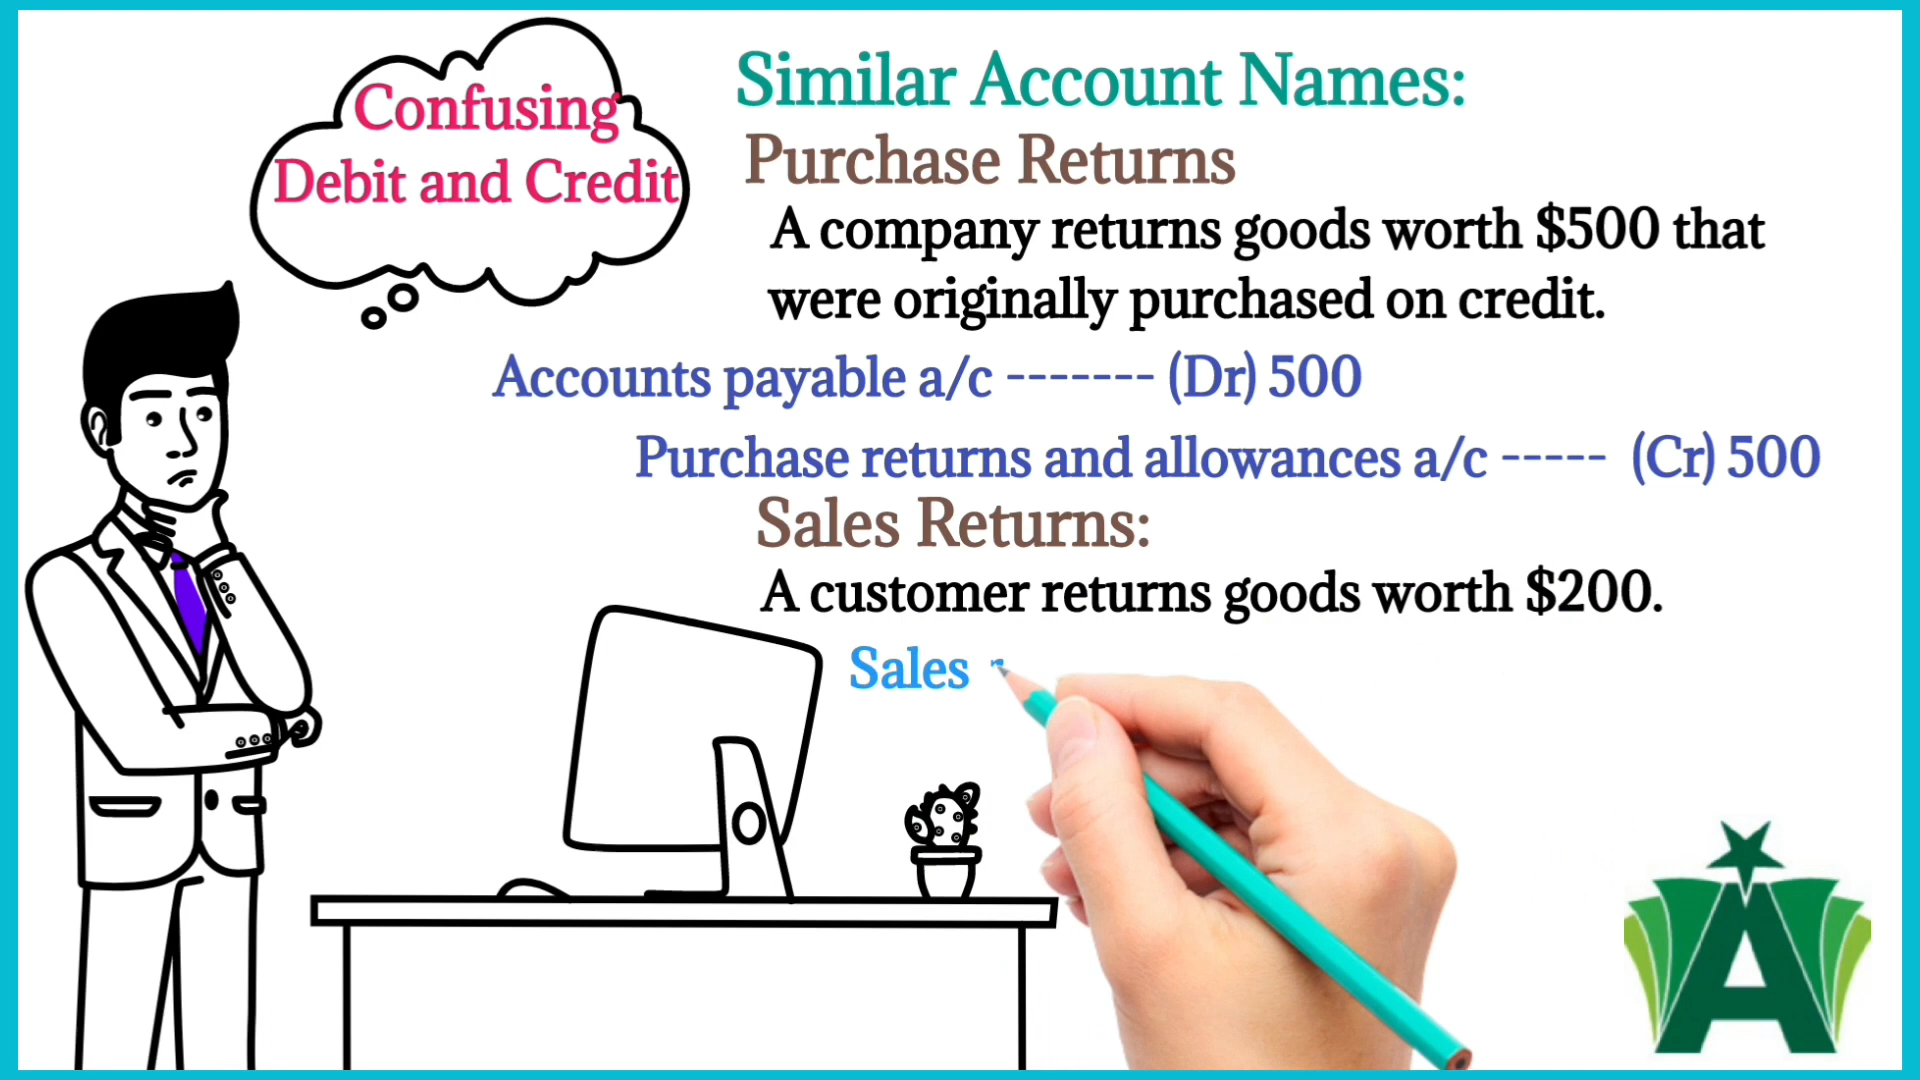 Confusing
Debit and Credit
Similar Account Names:
Purchase Returns
A company returns goods worth $500 that
were originally purchased on credit.
Accounts payable a/c ------- (Dr) 500
Purchase returns and allowances a/c ----- (Cr) 500
Sales Returns:
A customer returns goods worth $200.
Sales r
A